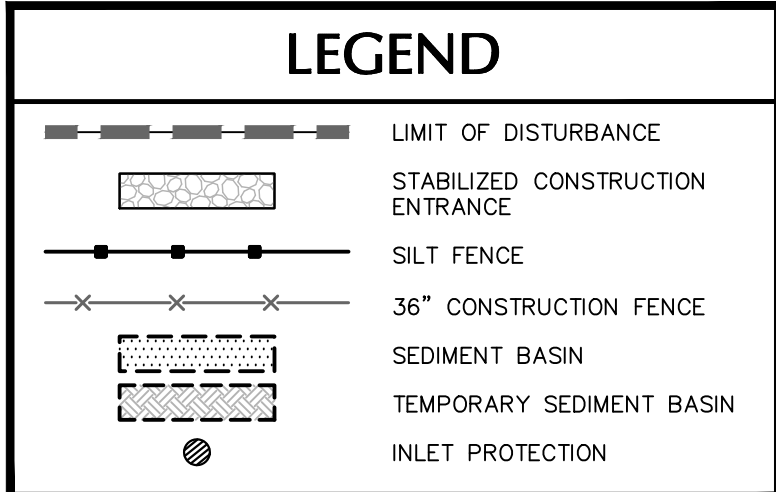 LEGEND
LIMIT OF DISTURBANCE
STABILIZED CONSTRUCTION
ENTRANCE
SILT FENCE
36” CONSTRUCTION FENCE
SEDIMENT BASIN
TEMPORARY SEDIMENT BASIN
INLET PROTECTION